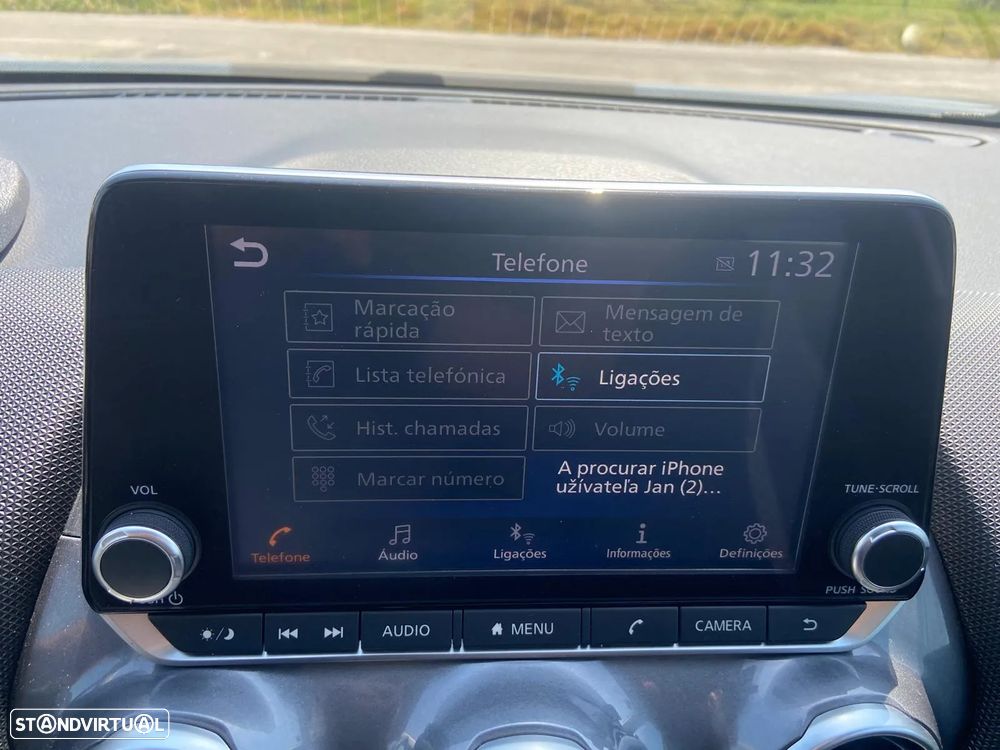 Telefone 11:32
Marcação
rápida
Mensagem de
texto
Lista telefónica
Ligações
Hist. chamadas
Volume
Marcar número
A procurar iPhone
užívateľa Jan (2)...
Telefone Áudio Ligações Informações Definições
VOL
TUNE·SCROLL
PUSH
PUSH SOUND
AUDIO MENU CAMERA
STANDVIRTUAL